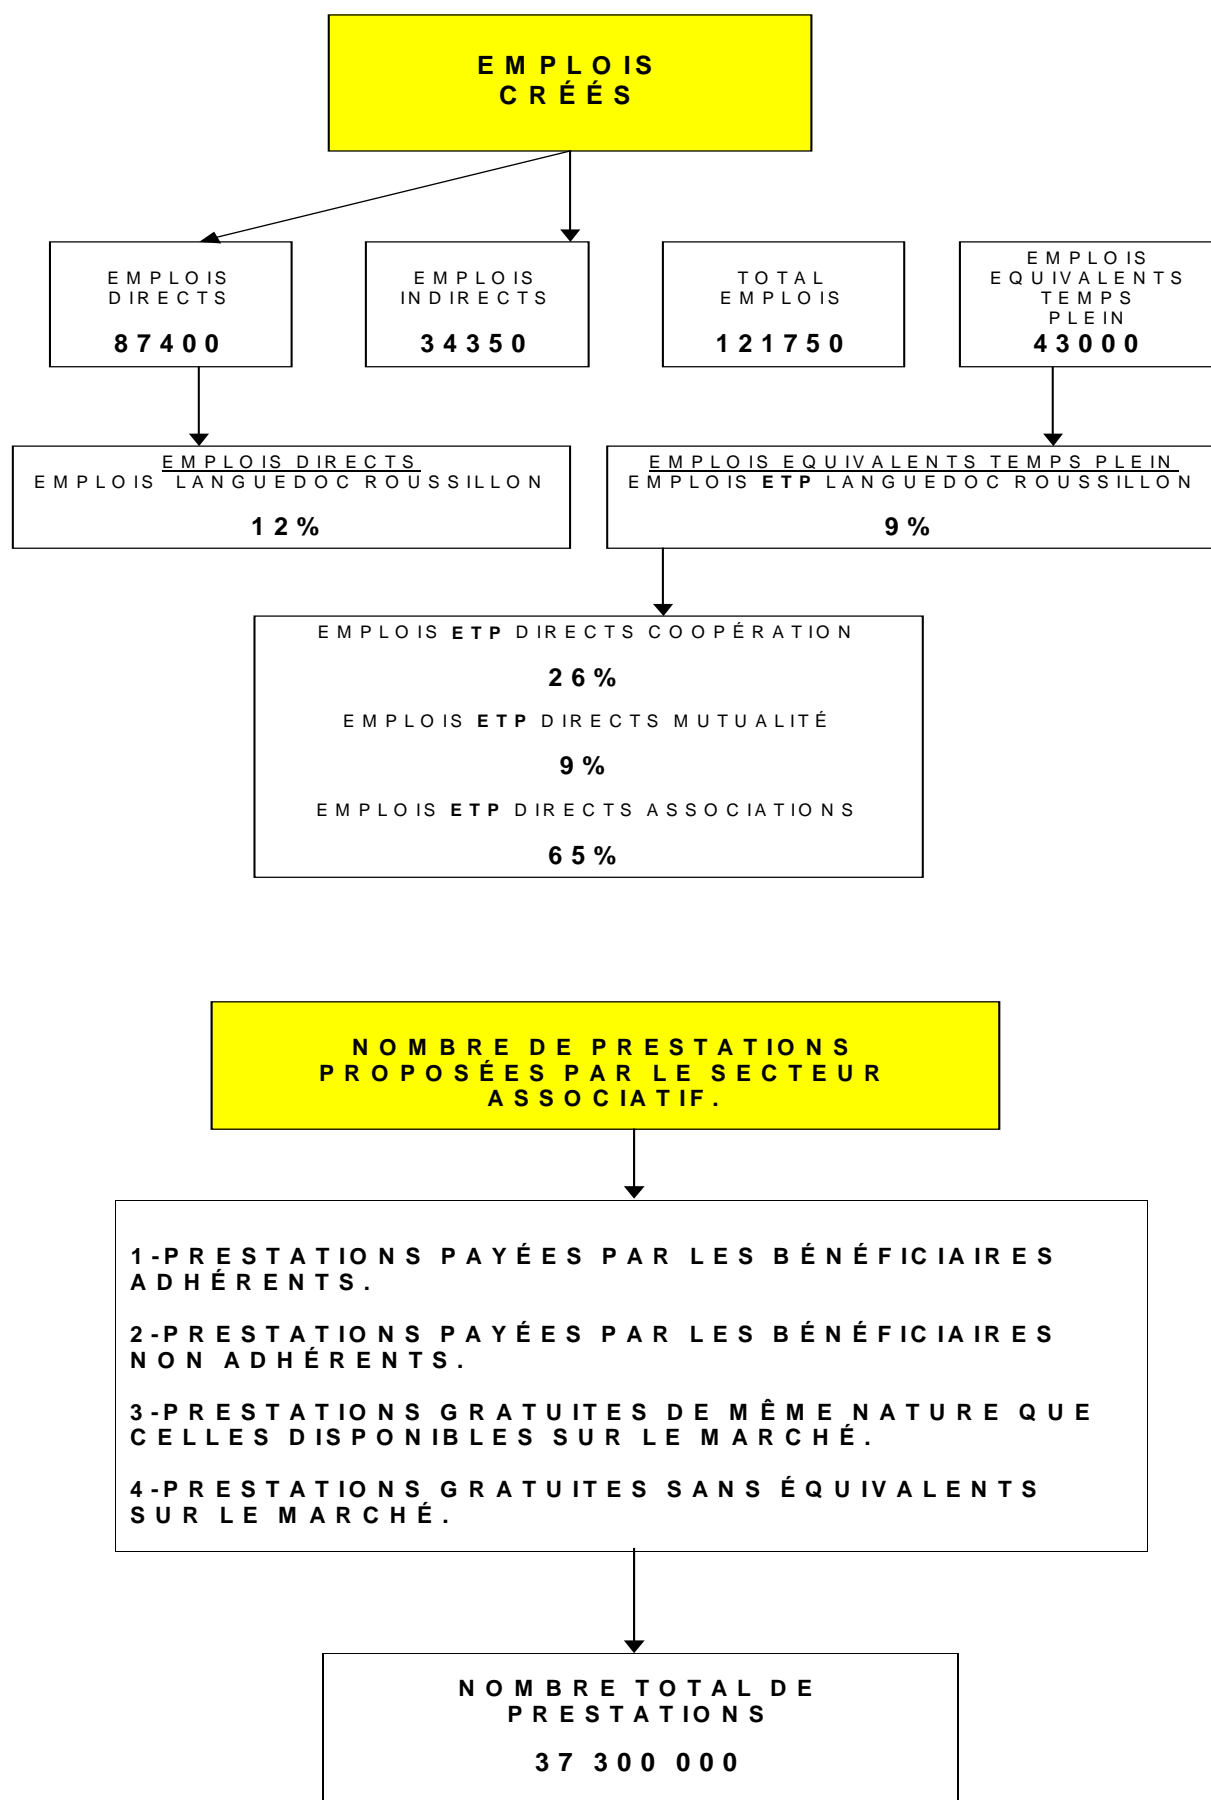 EMPLOIS
CRÉÉS
EMPLOIS
DIRECTS
87400
EMPLOIS
INDIRECTS
34350
TOTAL
EMPLOIS
121750
EMPLOIS
EQUIVALENTS
TEMPS
PLEIN
43000
EMPLOIS DIRECTS
EMPLOIS LANGUEDOC ROUSSILLON
12%
EMPLOIS EQUIVALENTS TEMPS PLEIN
EMPLOIS ETP LANGUEDOC ROUSSILLON
9%
EMPLOIS ETP DIRECTS COOPÉRATION
26%
EMPLOIS ETP DIRECTS MUTUALITÉ
9%
EMPLOIS ETP DIRECTS ASSOCIATIONS
65%
NOMBRE DE PRESTATIONS
PROPOSÉES PAR LE SECTEUR
ASSOCIATIF.
1-PRESTATIONS PAYÉES PAR LES BÉNÉFICIAIRES
ADHÉRENTS.
2-PRESTATIONS PAYÉES PAR LES BÉNÉFICIAIRES
NON ADHÉRENTS.
3-PRESTATIONS GRATUITES DE MÊME NATURE QUE
CELLES DISPONIBLES SUR LE MARCHÉ.
4-PRESTATIONS GRATUITES SANS ÉQUIVALENTS
SUR LE MARCHÉ.
NOMBRE TOTAL DE
PRESTATIONS
37 300 000